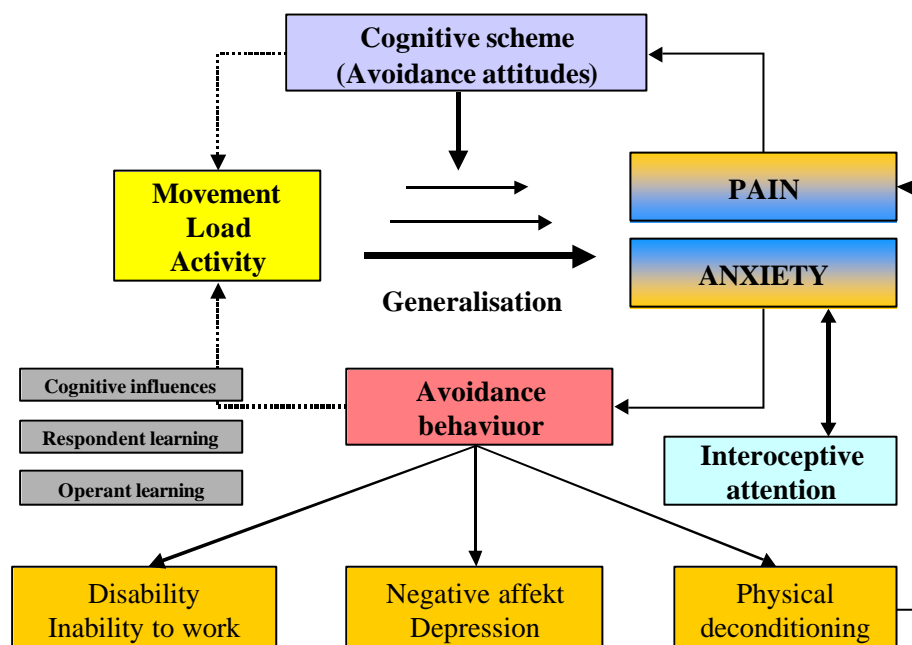 Cognitive scheme
(Avoidance attitudes)
Movement
Load
Activity
PAIN
ANXIETY
Generalisation
Cognitive influences
Respondent learning
Operant learning
Avoidance
behaviuor
Interoceptive
attention
Disability
Inability to work
Negative affekt
Depression
Physical
deconditioning